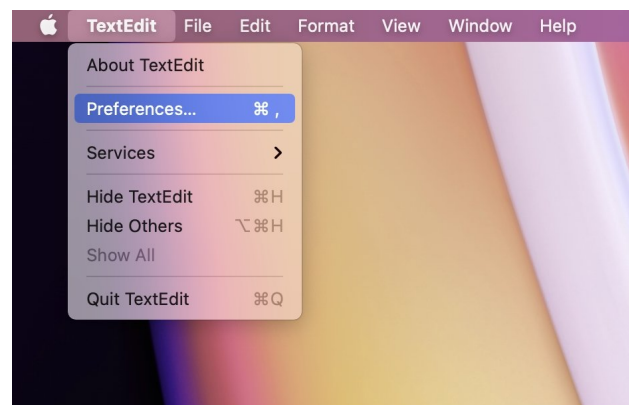 TextEdit File Edit Format View Window Help
About TextEdit
Preferences... ⌘ ,
Services
Hide TextEdit ⌘H
Hide Others ⌥⌘H
Show All
Quit TextEdit ⌘Q